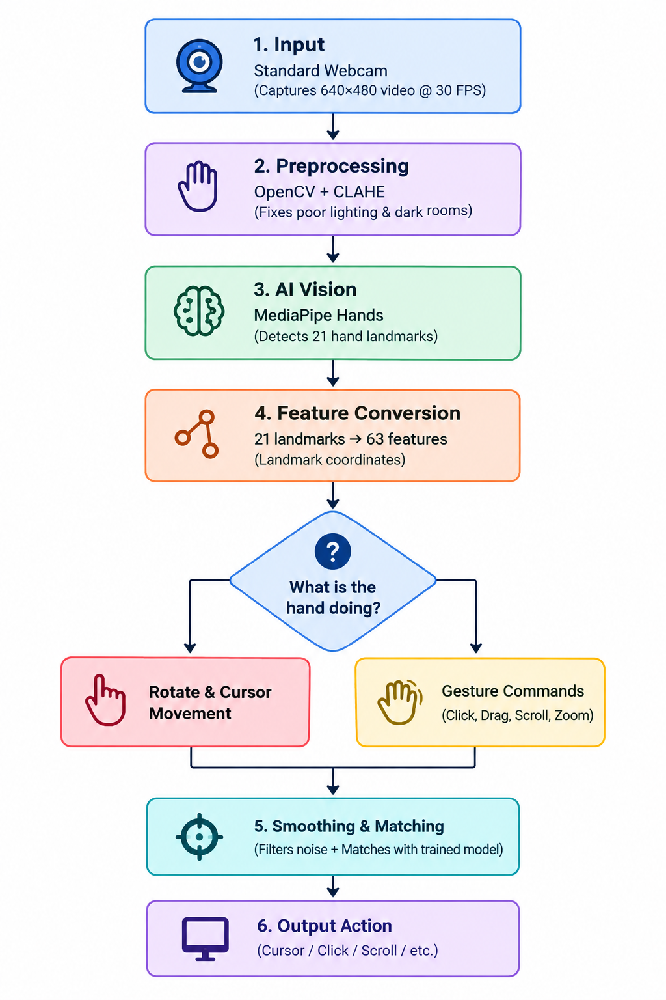 1. Input
Standard Webcam
(Captures 640×480 video @ 30 FPS)
2. Preprocessing
OpenCV + CLAHE
(Fixes poor lighting & dark rooms)
3. AI Vision
MediaPipe Hands
(Detects 21 hand landmarks)
4. Feature Conversion
21 landmarks → 63 features
(Landmark coordinates)
?
What is the
hand doing?
Rotate & Cursor
Movement
Gesture Commands
(Click, Drag, Scroll, Zoom)
5. Smoothing & Matching
(Filters noise + Matches with trained model)
6. Output Action
(Cursor / Click / Scroll / etc.)